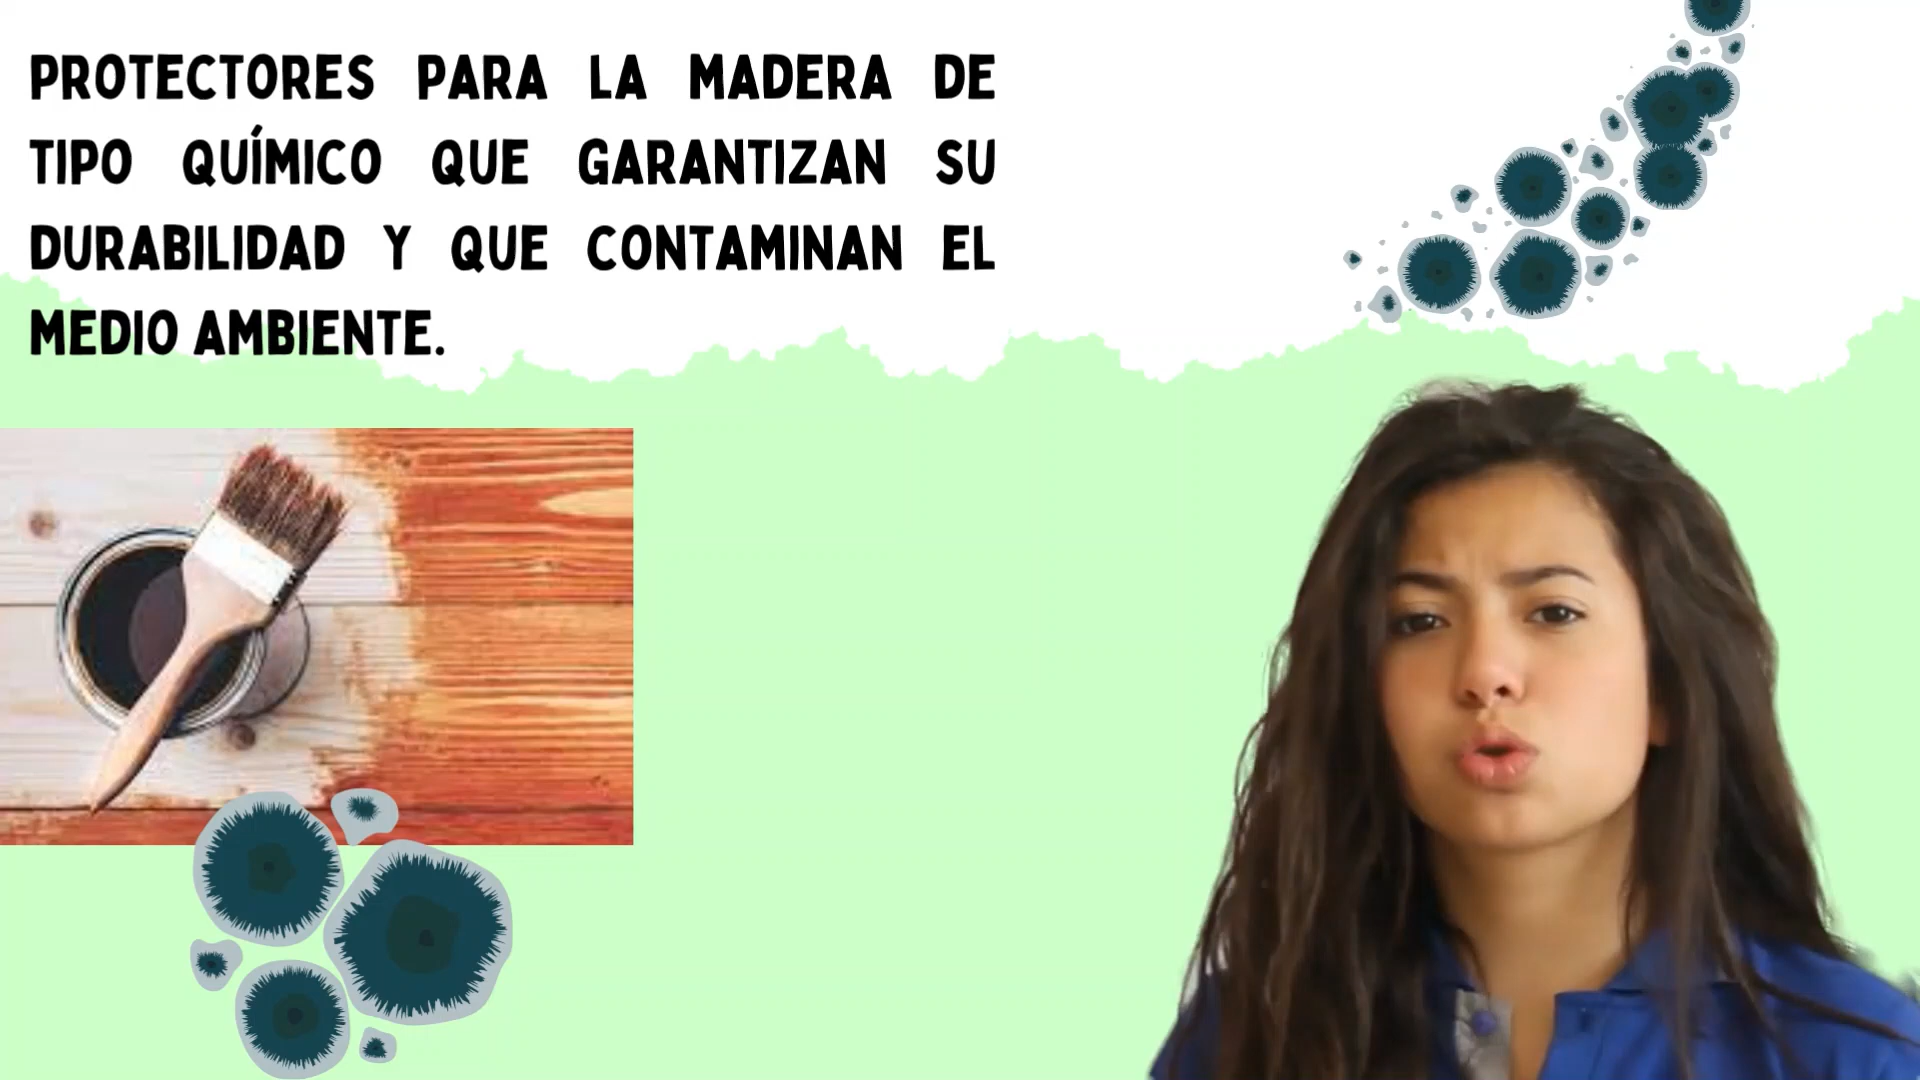 PROTECTORES PARA LA MADERA DE
TIPO QUÍMICO QUE GARANTIZAN SU
DURABILIDAD Y QUE CONTAMINAN EL
MEDIO AMBIENTE.